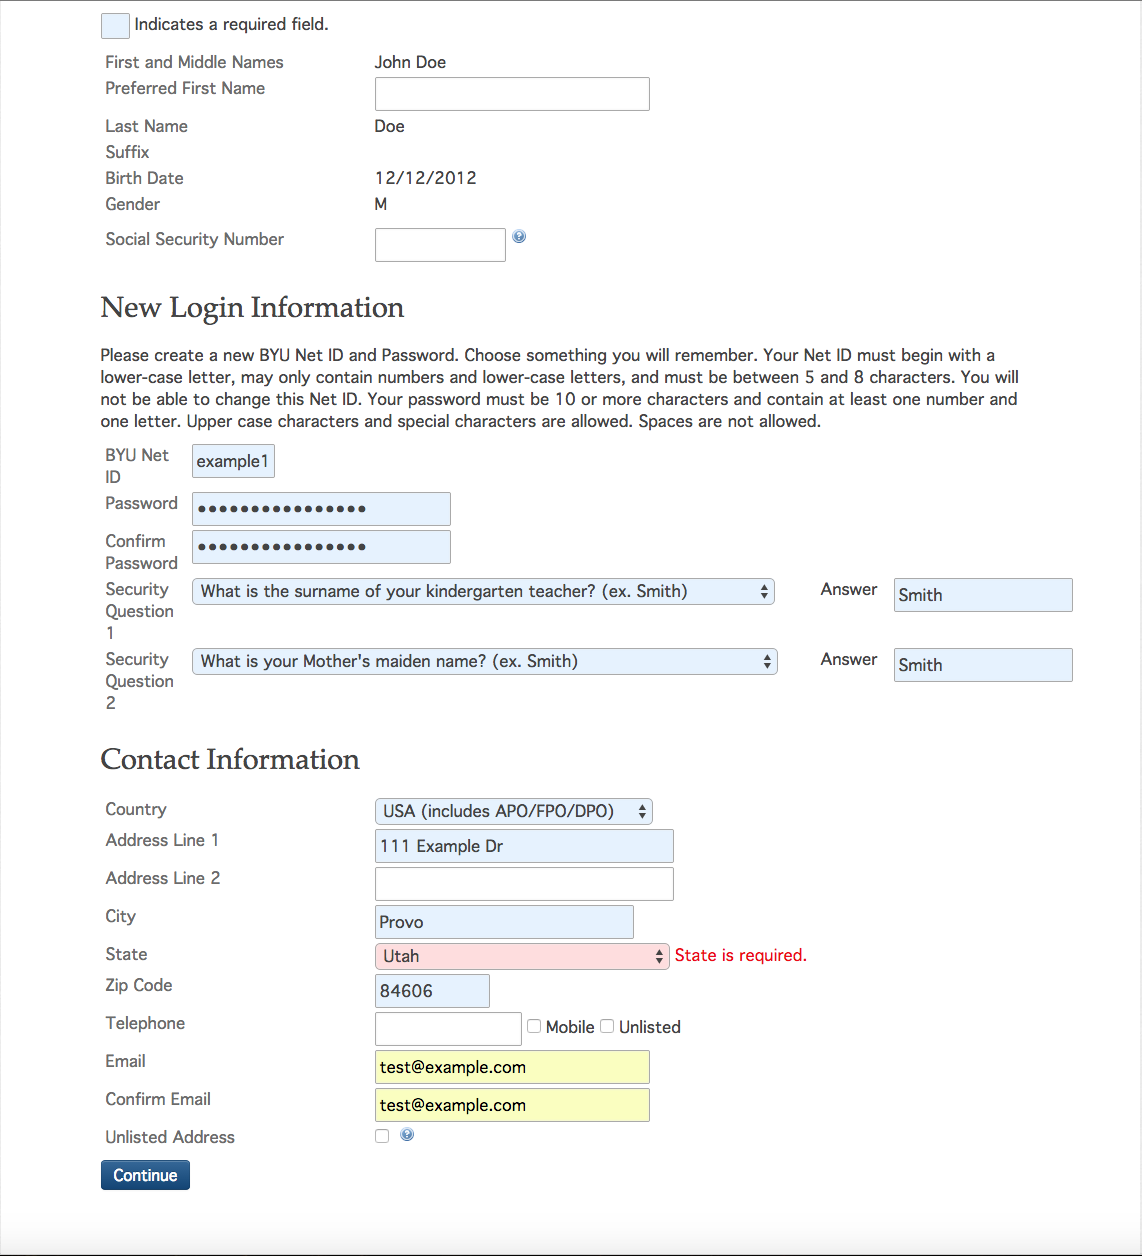 Indicates a required field.
First and Middle Names John Doe
Preferred First Name
Last Name Doe
Suffix
Birth Date 12/12/2012
Gender M
Social Security Number
New Login Information
Please create a new BYU Net ID and Password. Choose something you will remember. Your Net ID must begin with a
lower-case letter, may only contain numbers and lower-case letters, and must be between 5 and 8 characters. You will
not be able to change this Net ID. Your password must be 10 or more characters and contain at least one number and
one letter. Upper case characters and special characters are allowed. Spaces are not allowed.
BYU Net example1
ID
Password ••••••••••••••••
Confirm ••••••••••••••••
Password
Security What is the surname of your kindergarten teacher? (ex. Smith) Answer Smith
Question
1
Security What is your Mother's maiden name? (ex. Smith) Answer Smith
Question
2
Contact Information
Country USA (includes APO/FPO/DPO)
Address Line 1 111 Example Dr
Address Line 2
City Provo
State Utah State is required.
Zip Code 84606
Telephone Mobile Unlisted
Email test@example.com
Confirm Email test@example.com
Unlisted Address
Continue